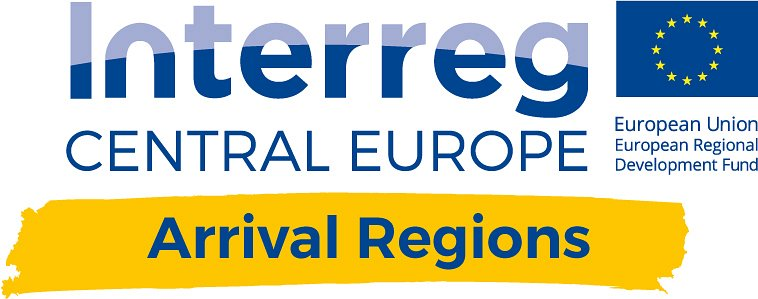 Interreg
CENTRAL EUROPE
European Union
European Regional
Development Fund
Arrival Regions